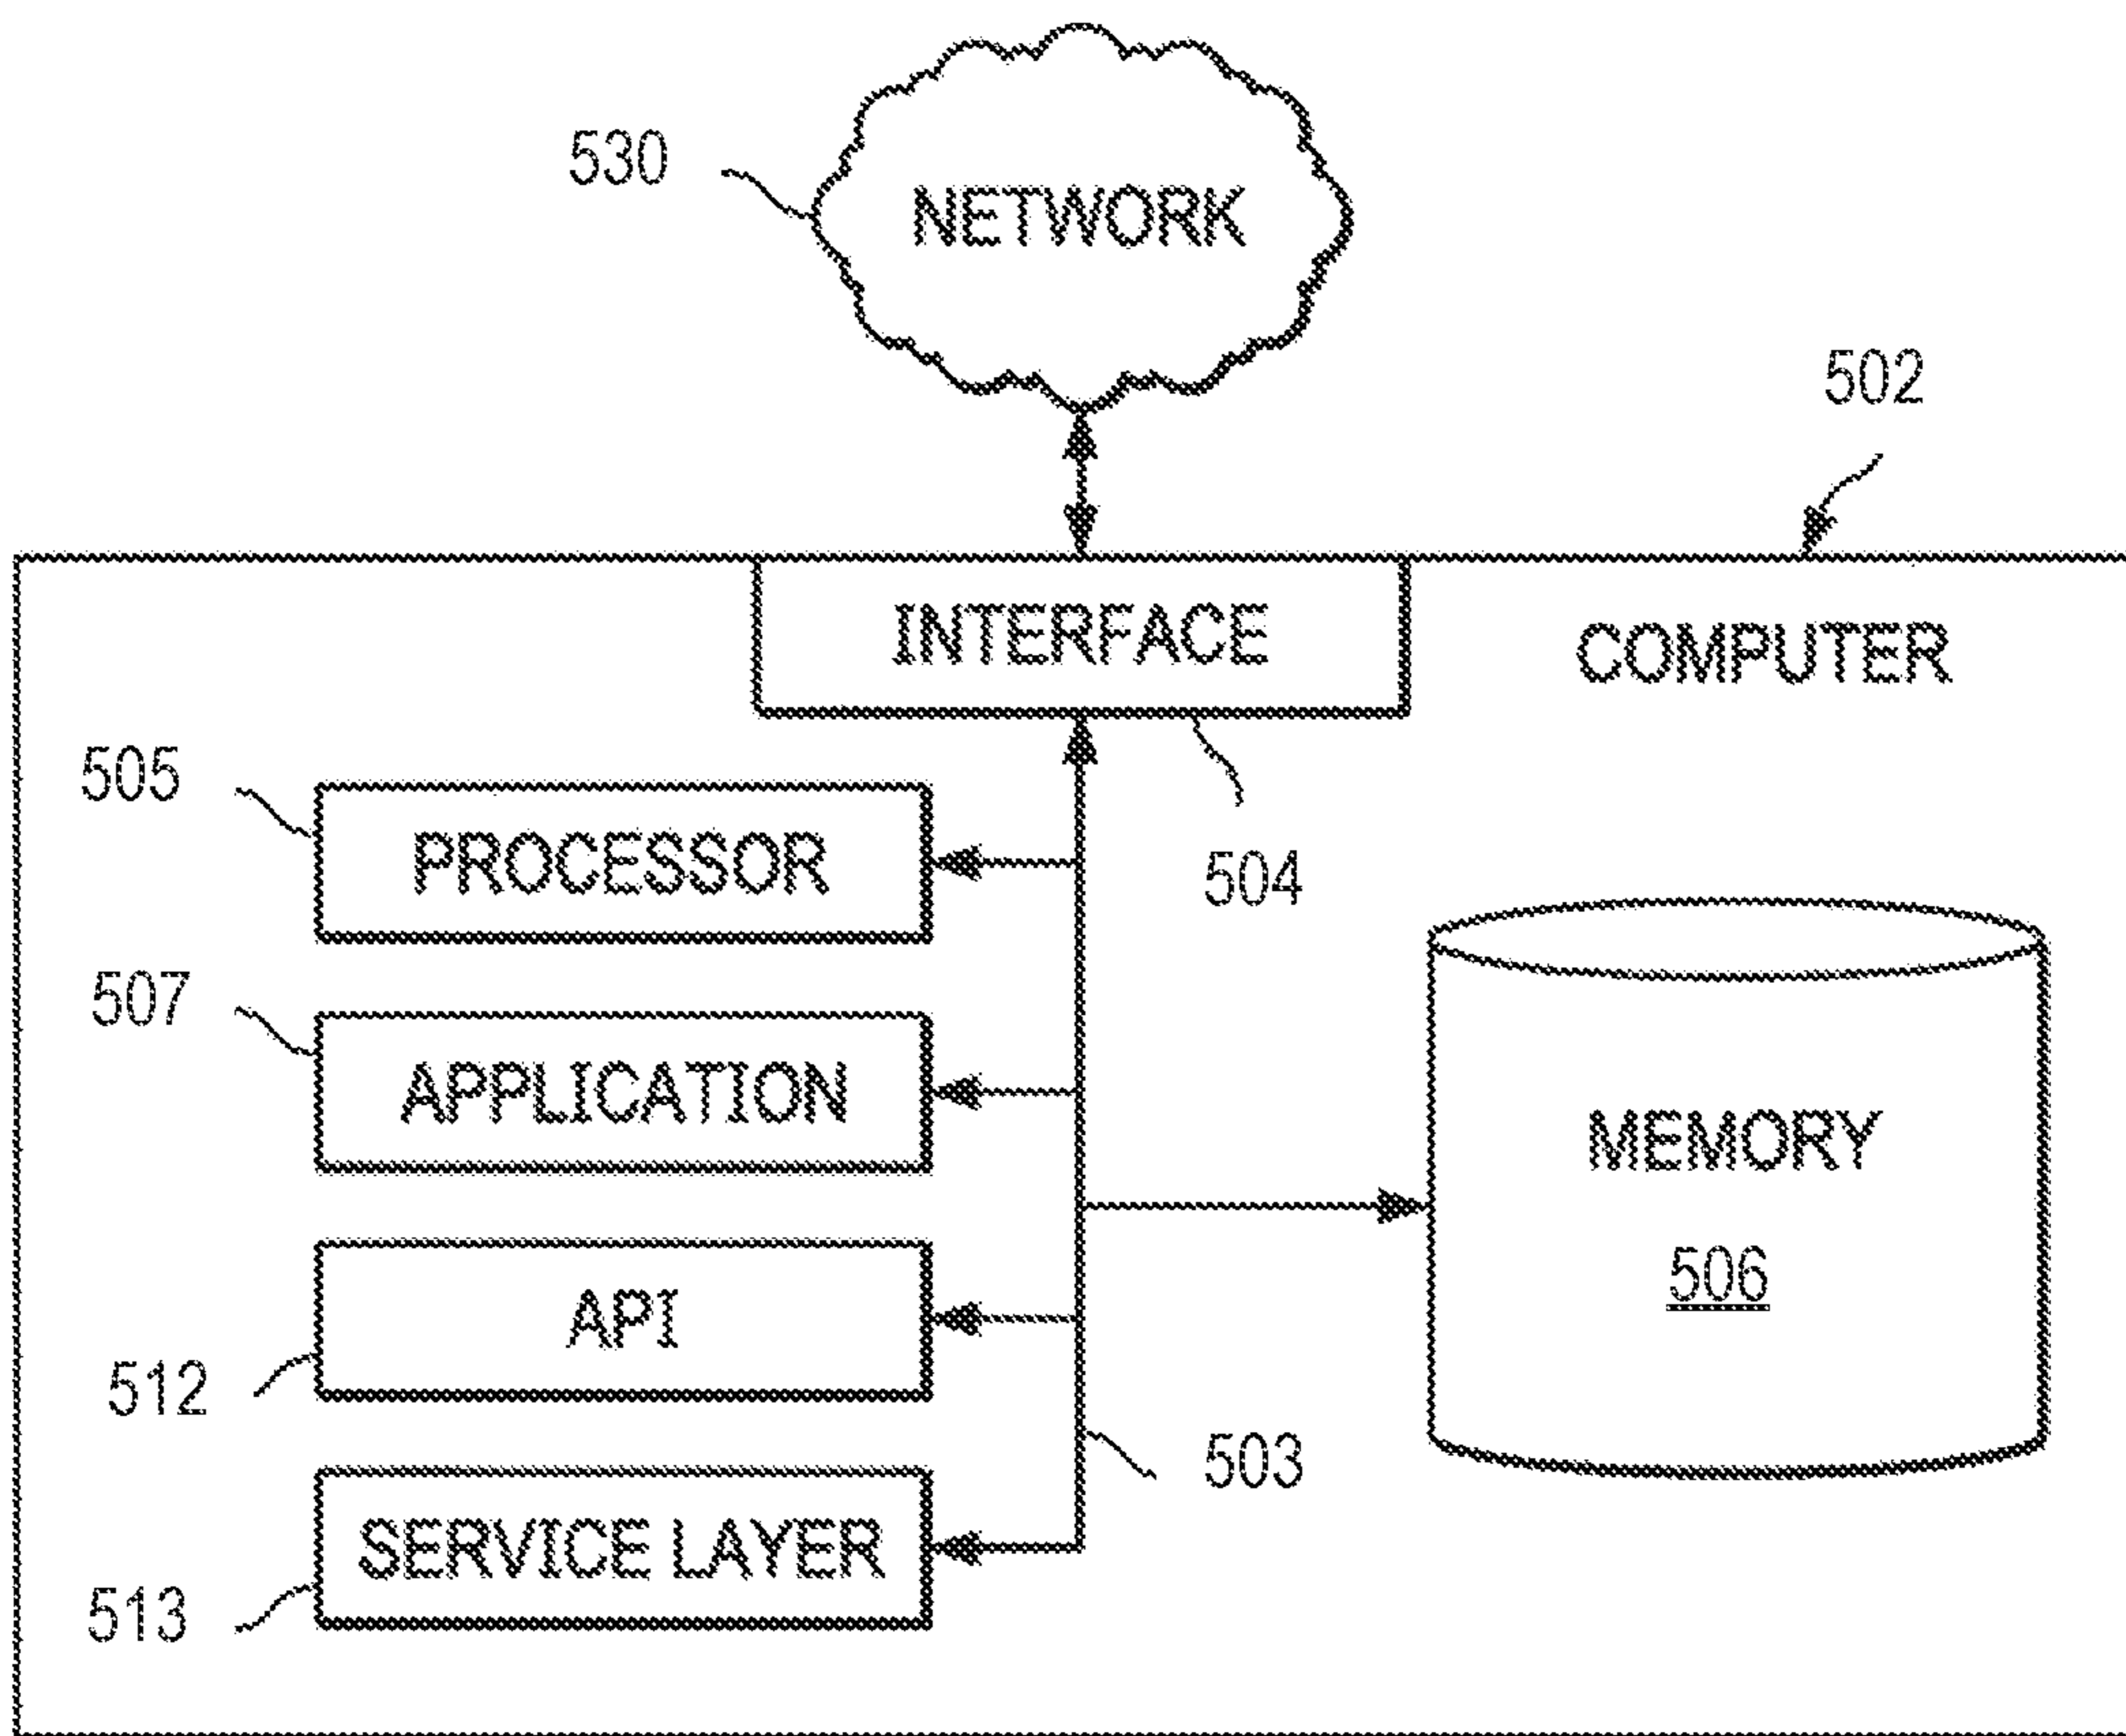 530
NETWORK
502
INTERFACE
COMPUTER
505
PROCESSOR
504
507
APPLICATION
MEMORY
506
API
512
503
SERVICE LAYER
513